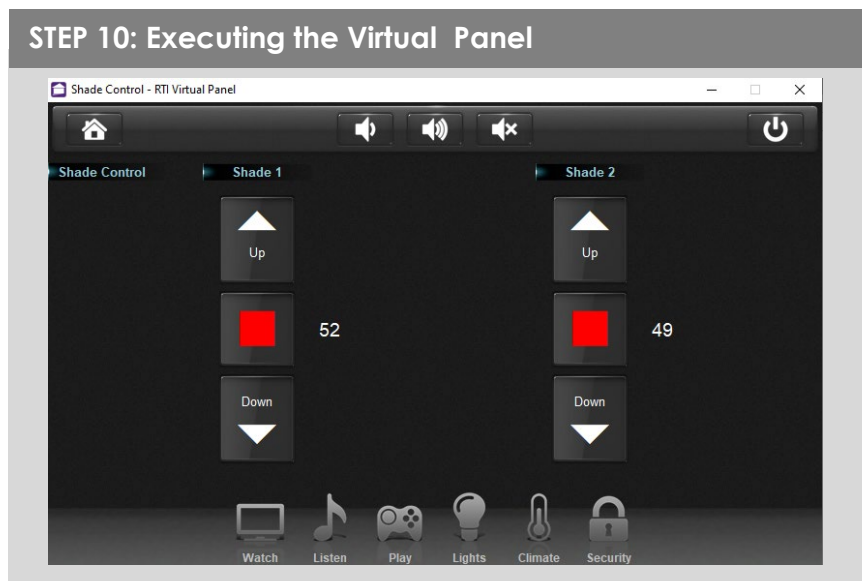 STEP 10: Executing the Virtual Panel
Shade Control - RTI Virtual Panel
Shade Control
Shade 1
Shade 2
Up
Up
52
49
Down
Down
Watch
Listen
Play
Lights
Climate
Security